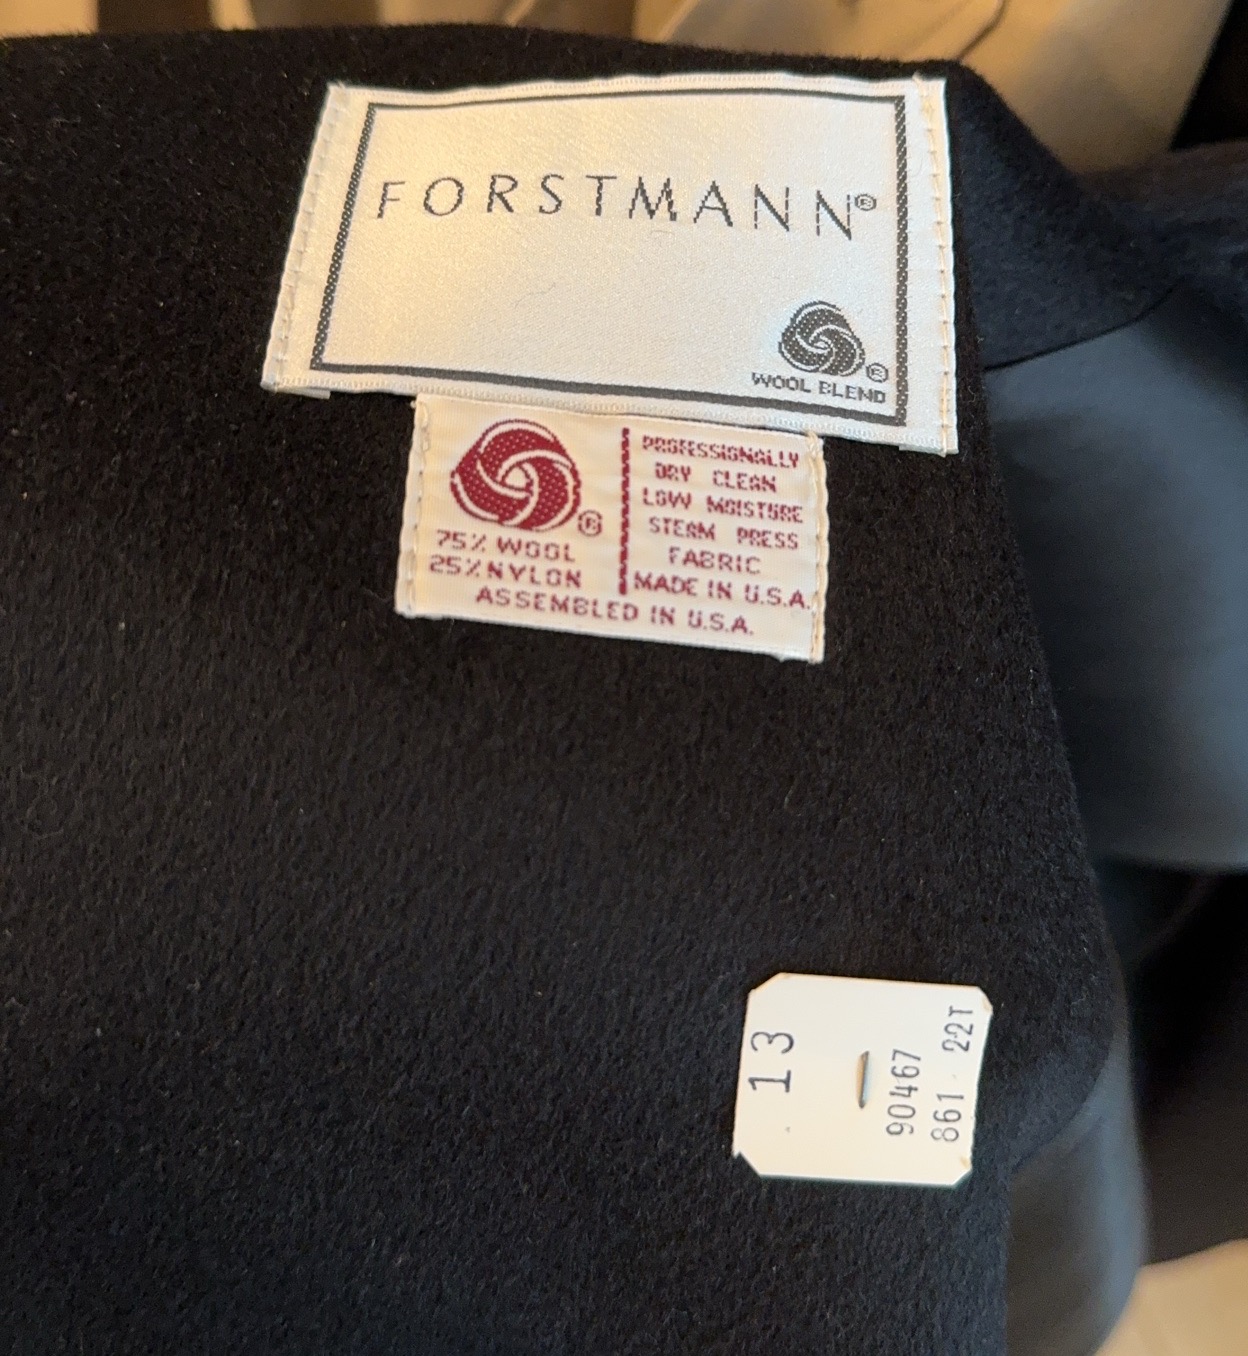 FORSTMANN®
®
WOOL BLEND
®
75% WOOL
25% NYLON
PROFESSIONALLY
DRY CLEAN
LOW MOISTURE
STEAM PRESS
FABRIC
MADE IN U.S.A.
ASSEMBLED IN U.S.A.
13
90467
861 22T